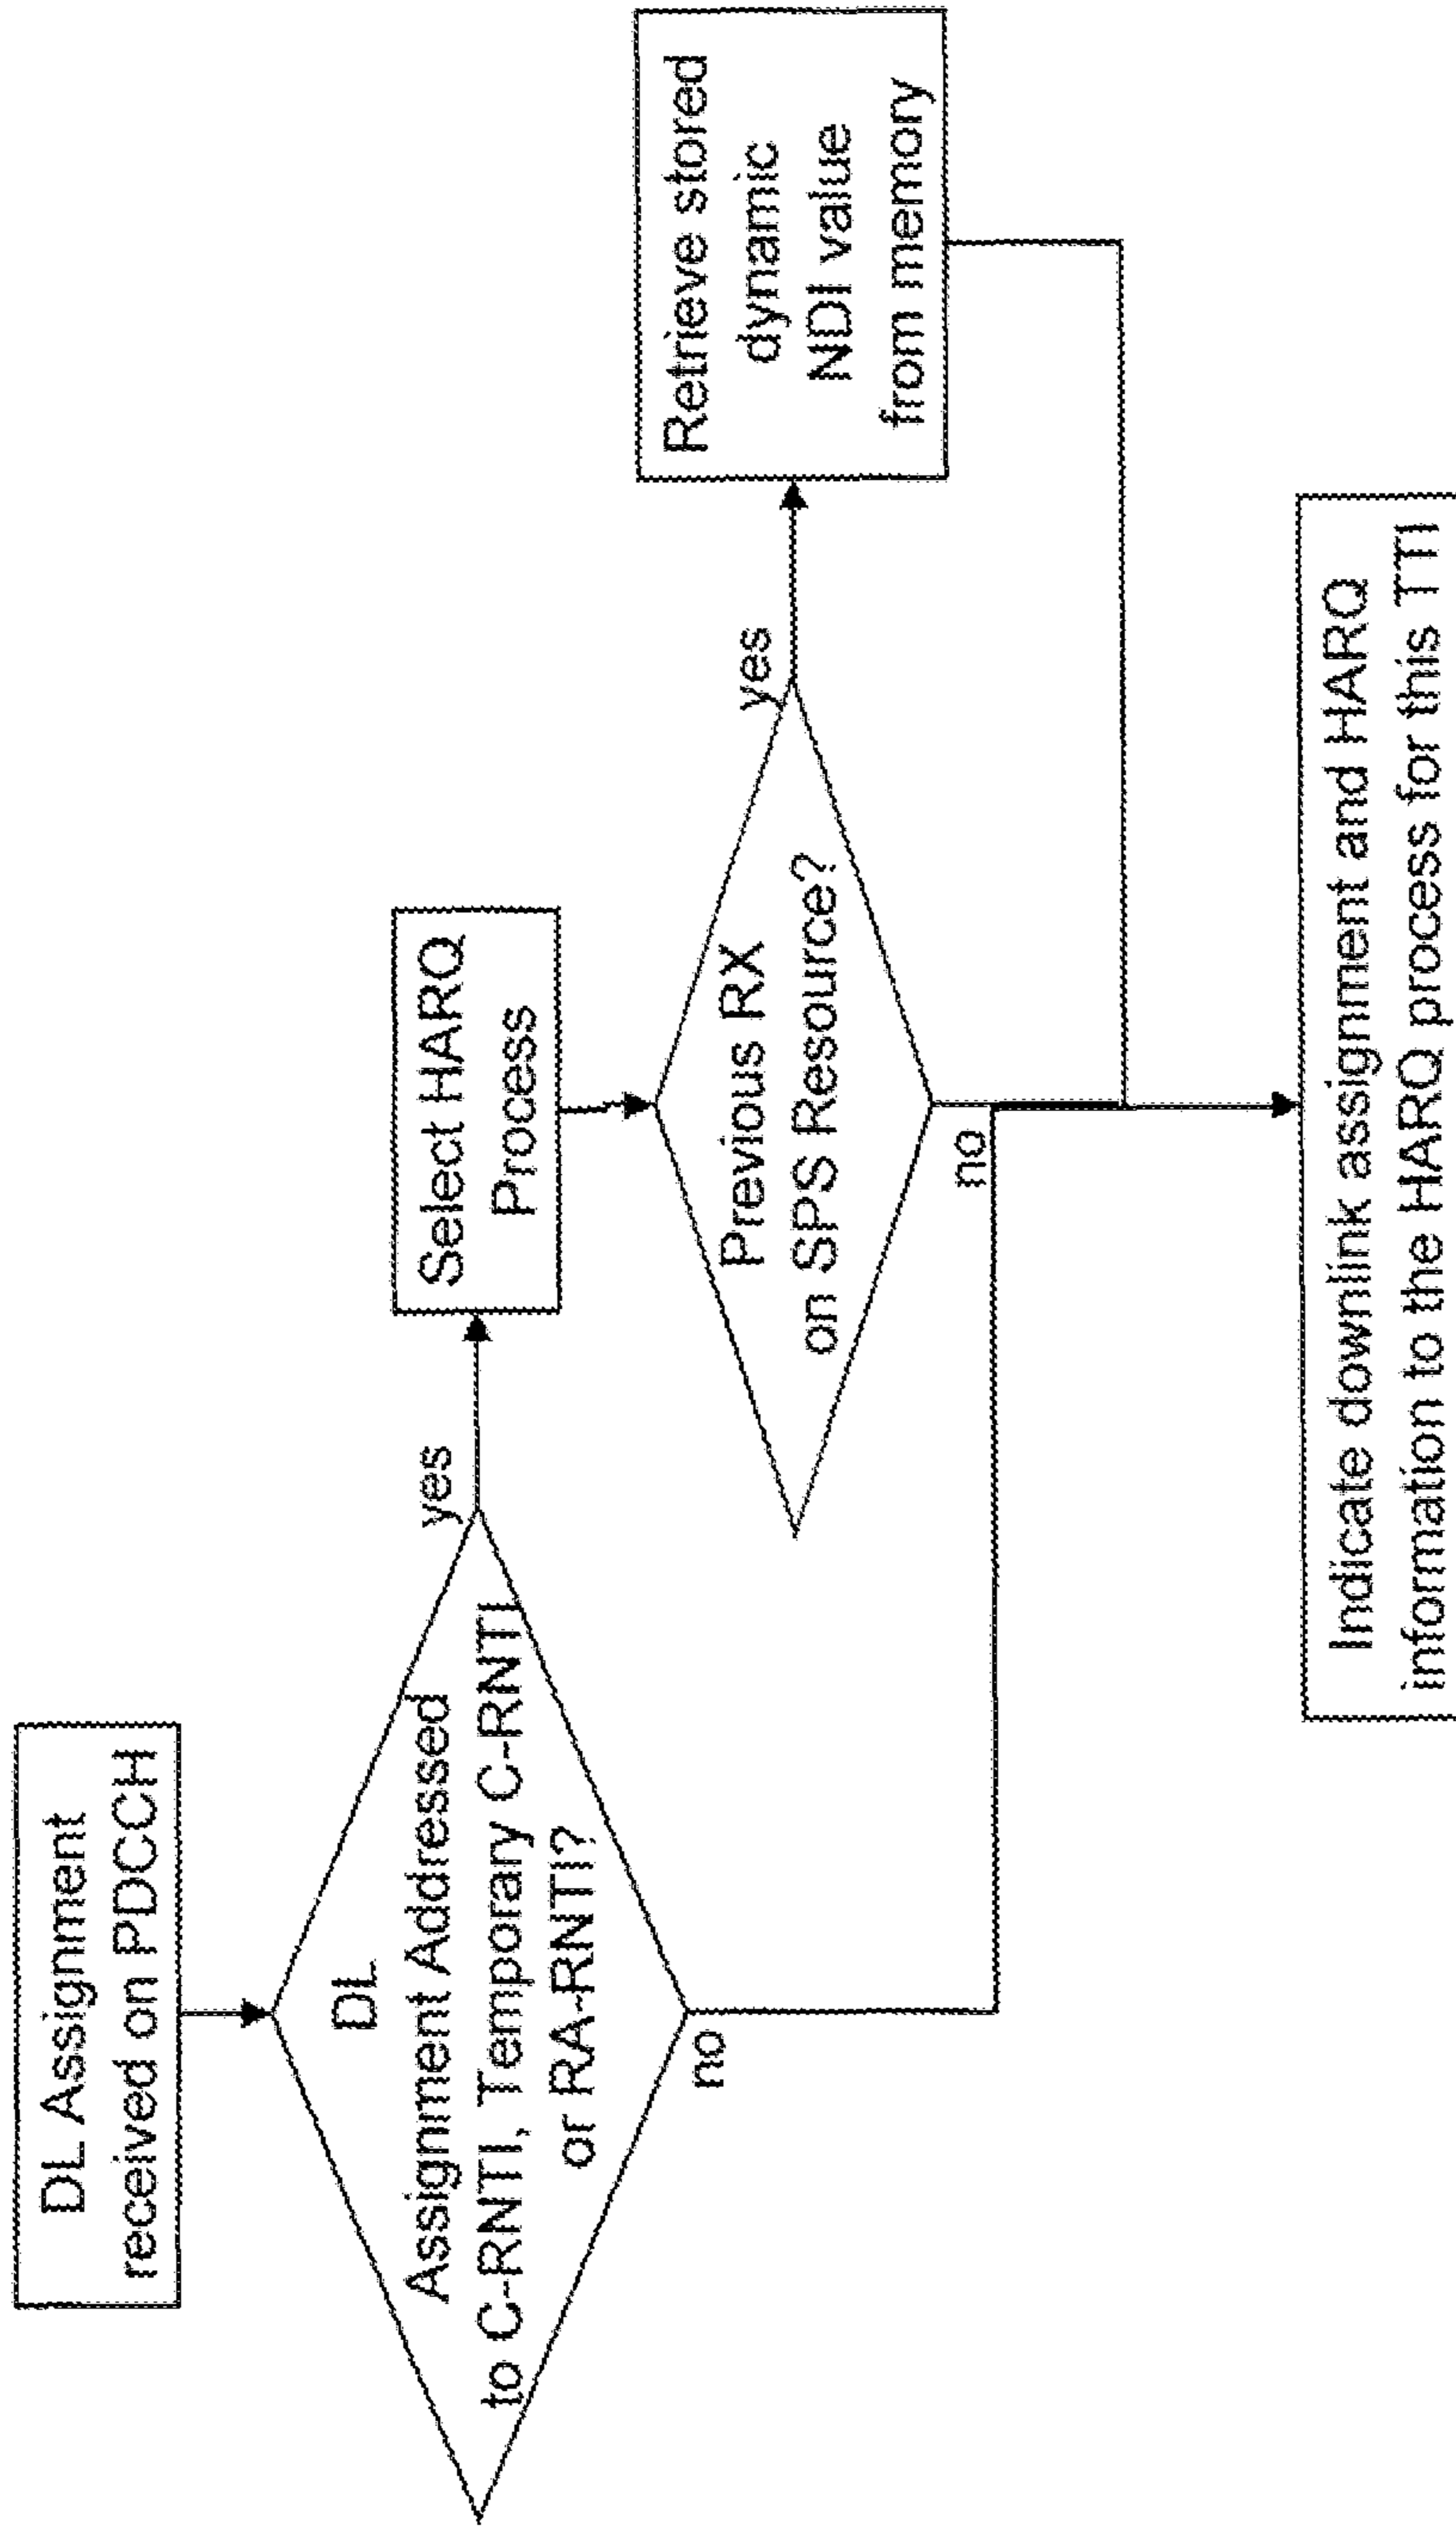 DL Assignment
received on PDCCH
DL
Assignment Addressed
to C-RNTI, Temporary C-RNTI
or RA-RNTI?
yes
no
Select HARQ
Process
Previous RX
on SPS Resource?
yes
no
Retrieve stored
dynamic
NDI value
from memory
Indicate downlink assignment and HARQ
information to the HARQ process for this TTI